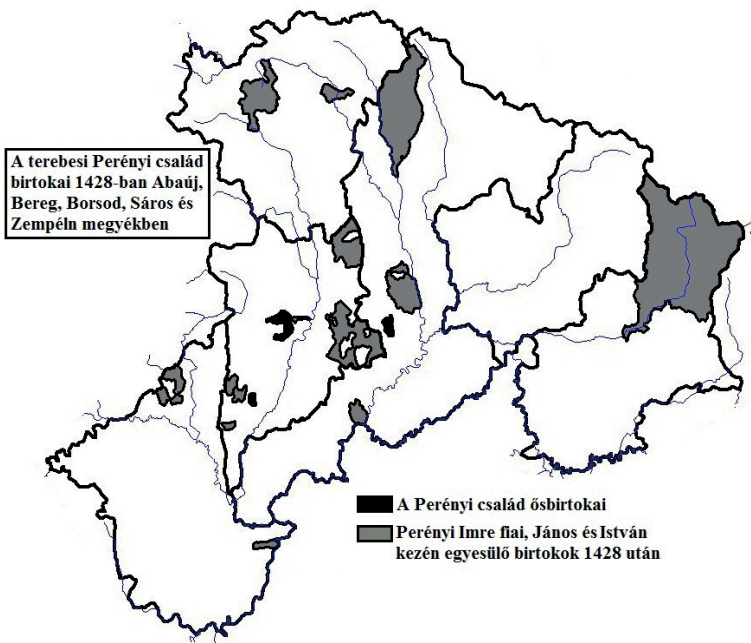 A terebesi Perényi család
birtokai 1428-ban Abaúj,
Bereg, Borsod, Sáros és
Zempéln megyékben
A Perényi család ősbirtokai
Perényi Imre fiai, János és István
kezén egyesülő birtokok 1428 után